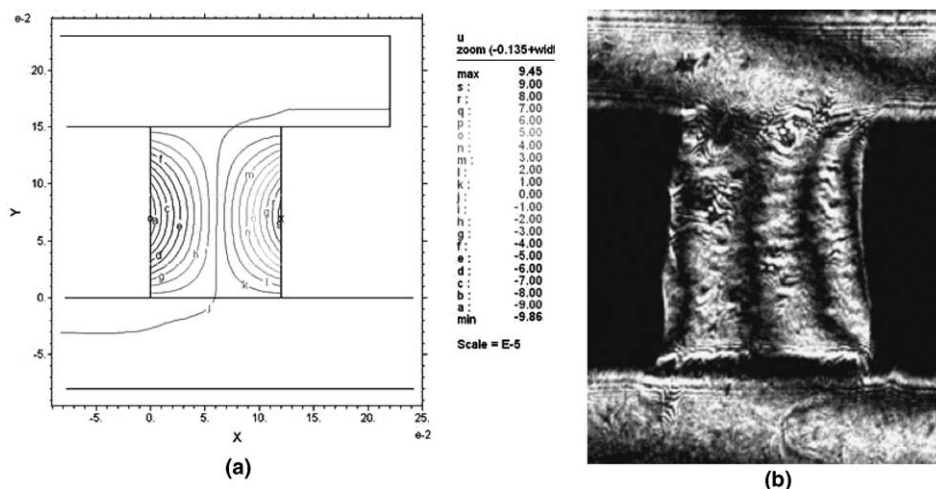 e-2
20.
15.
10.
5.
0.
-5.
Y
-5.
0.
5.
10.
15.
20.
25.
e-2
X
f
c
e
d
g
h
j
m
g
k
l
u
zoom (-0.135+widt
max 9.45
s : 9.00
r : 8.00
q : 7.00
p : 6.00
o : 5.00
n : 4.00
m : 3.00
l : 2.00
k : 1.00
j : 0.00
i : -1.00
h : -2.00
g : -3.00
f : -4.00
e : -5.00
d : -6.00
c : -7.00
b : -8.00
a : -9.00
min -9.86
Scale = E-5
(a)
(b)